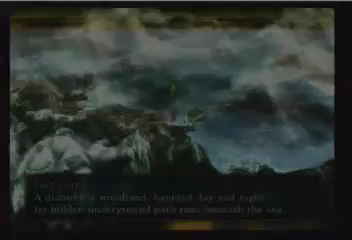 A disturbing woodland, haunted day and night.
Its hidden underground path runs beneath the sea.